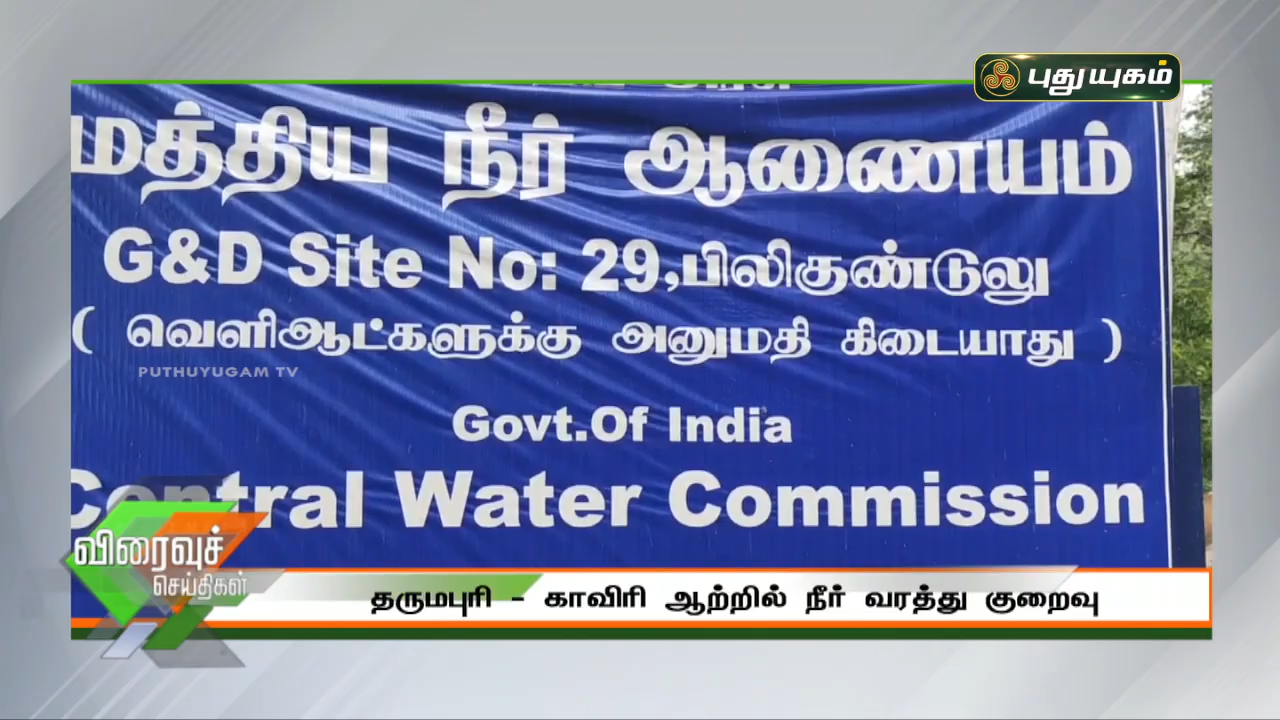 புதுயுகம்
மத்திய நீர் ஆணையம்
G&D Site No: 29,பிலிகுண்டுலு
( வெளிஆட்களுக்கு அனுமதி கிடையாது )
PUTHUYUGAM TV
Govt.Of India
Central Water Commission
விரைவுச்
செய்திகள்
தருமபுரி - காவிரி ஆற்றில் நீர் வரத்து குறைவு